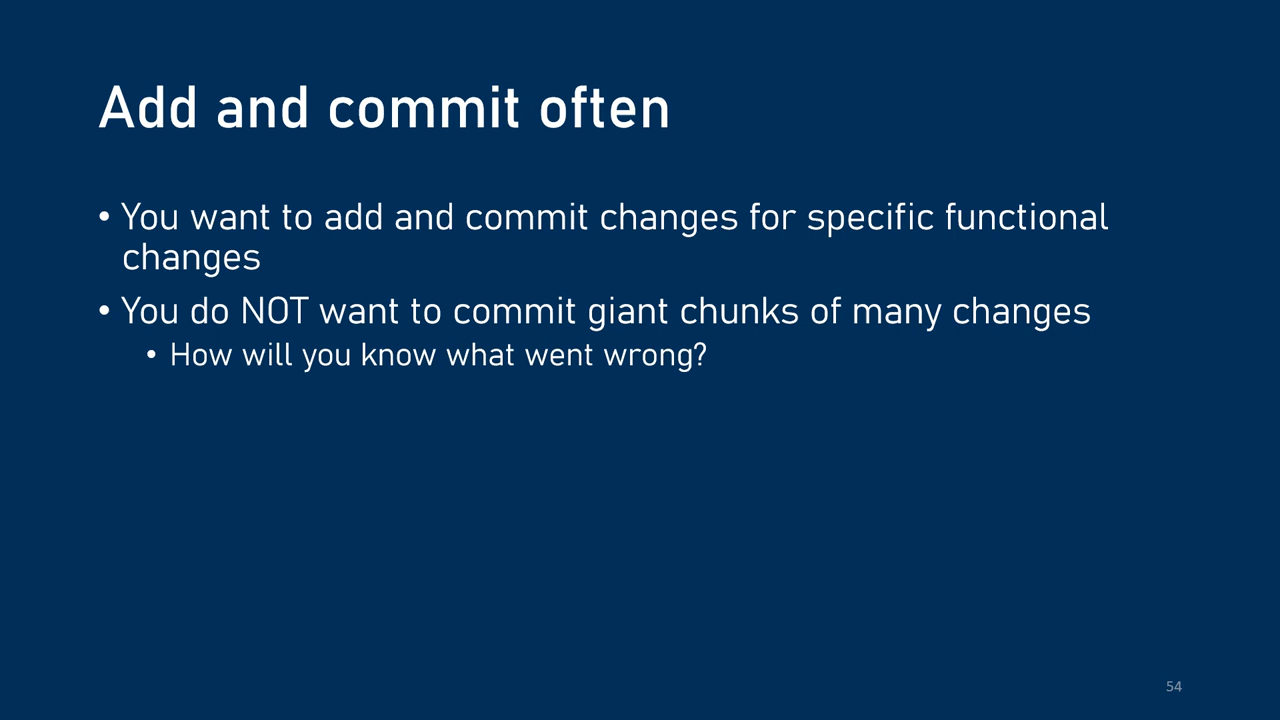 Add and commit often
• You want to add and commit changes for specific functional
changes
• You do NOT want to commit giant chunks of many changes
• How will you know what went wrong?
54